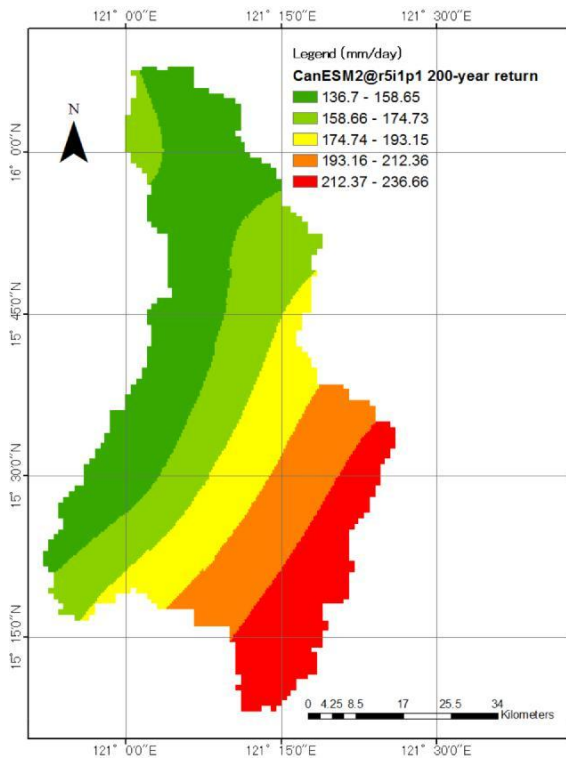 121° 0'0"E
121° 15'0"E
121° 30'0"E
Legend (mm/day)
CanESM2@r5i1p1 200-year return
136.7 - 158.65
158.66 - 174.73
174.74 - 193.15
193.16 - 212.36
212.37 - 236.66
N
16° 0'0"N
15° 45'0"N
15° 30'0"N
15° 15'0"N
0 4.25 8.5 17 25.5 34
Kilometers
121° 0'0"E
121° 15'0"E
121° 30'0"E